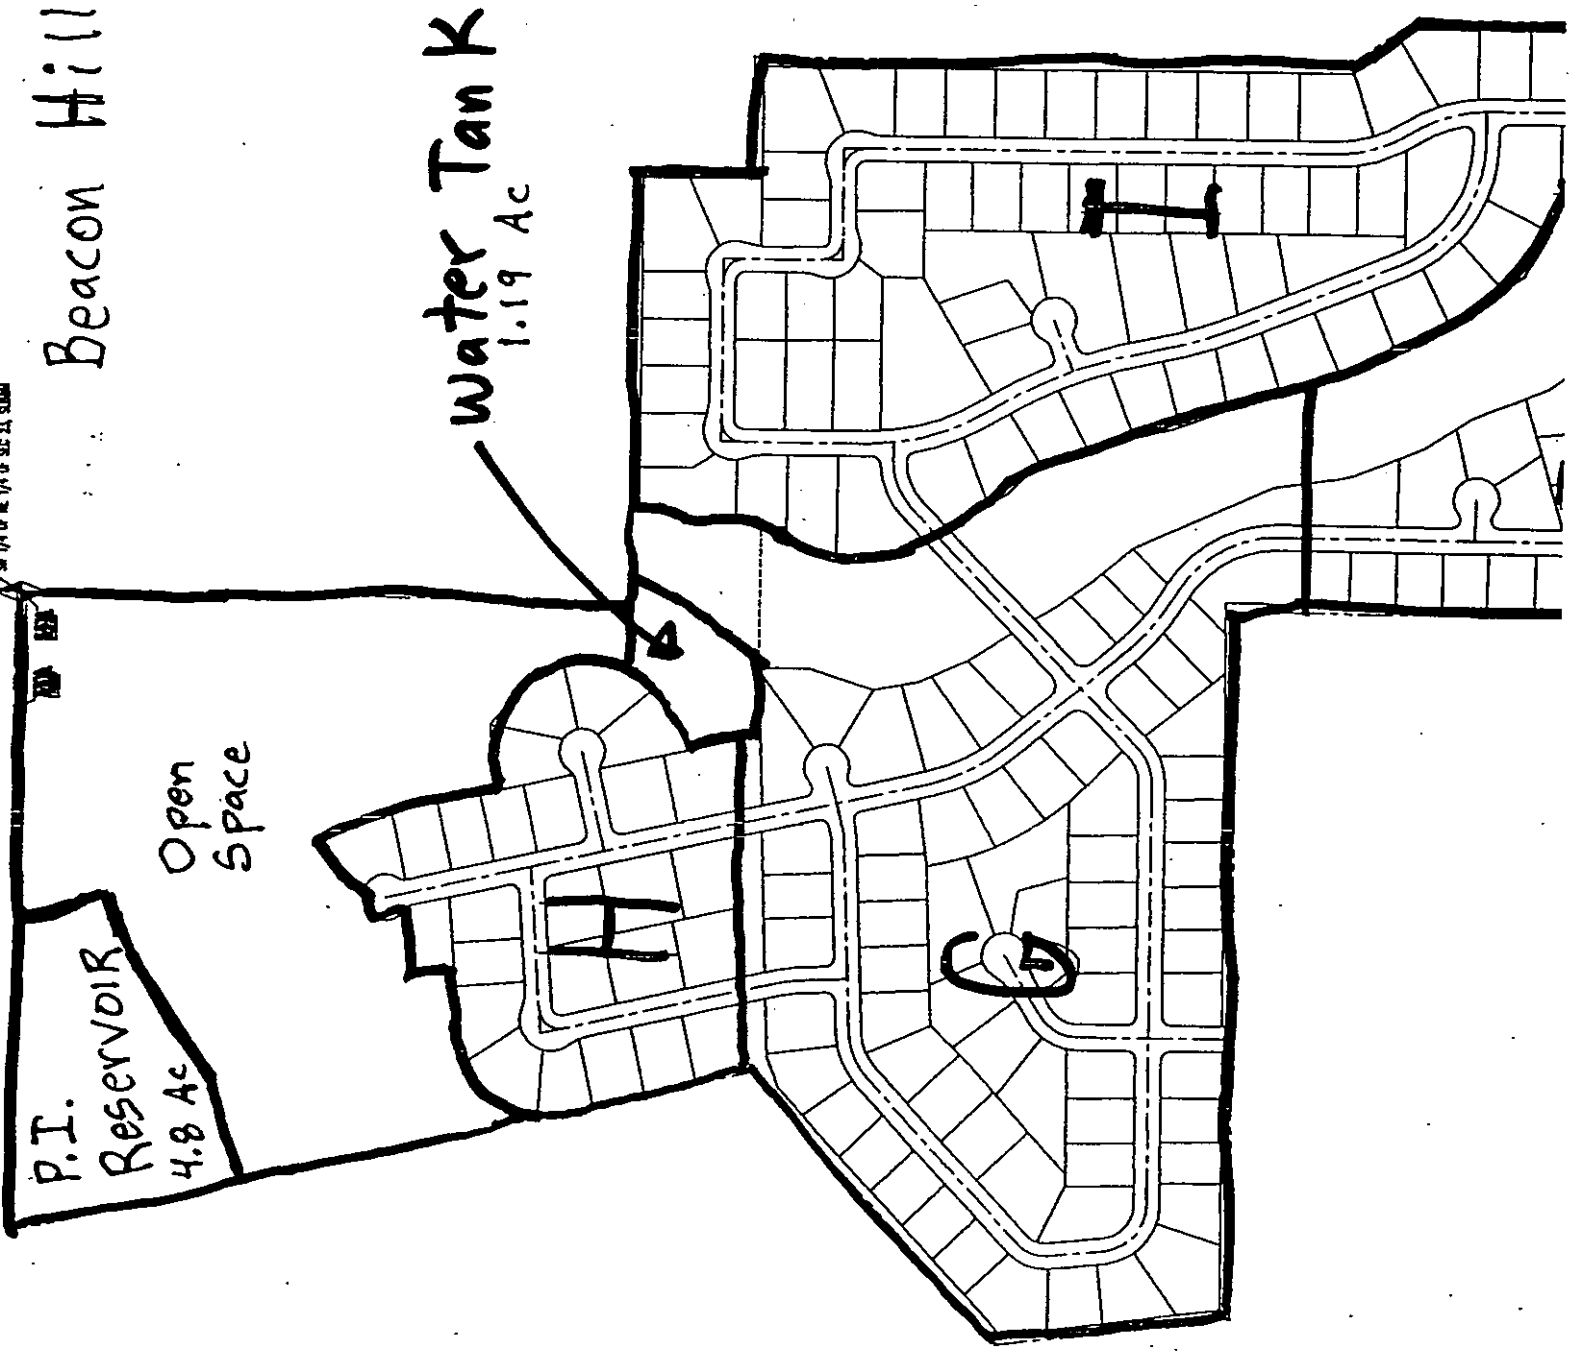 Beacon Hill
Water Tank
1.19 Ac
Open
Space
P.I.
Reservoir
4.8 Ac
I
H
G